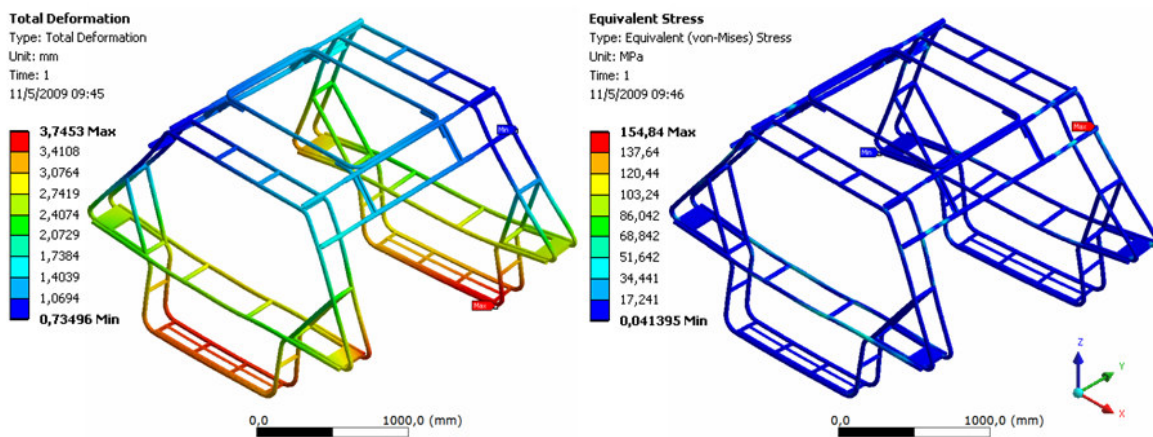 Total Deformation
Type: Total Deformation
Unit: mm
Time: 1
11/5/2009 09:45
3,7453 Max
3,4108
3,0764
2,7419
2,4074
2,0729
1,7384
1,4039
1,0694
0,73496 Min
Min
Max
0,0
1000,0 (mm)
Equivalent Stress
Type: Equivalent (von-Mises) Stress
Unit: MPa
Time: 1
11/5/2009 09:46
154,84 Max
137,64
120,44
103,24
86,042
68,842
51,642
34,441
17,241
0,041395 Min
Max
Min
0,0
1000,0 (mm)
Z
Y
X